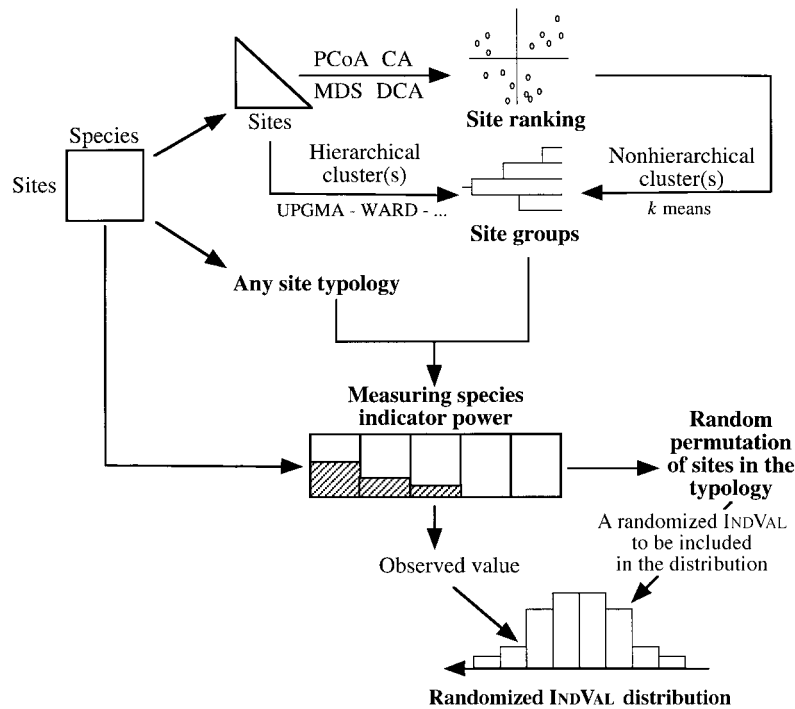 PCoA CA
MDS DCA
Sites
Site ranking
Species
Sites
Hierarchical
cluster(s)
UPGMA - WARD - ...
Nonhierarchical
cluster(s)
k means
Site groups
Any site typology
Measuring species
indicator power
Random
permutation
of sites in the
typology
A randomized INDVAL
to be included
in the distribution
Observed value
Randomized INDVAL distribution